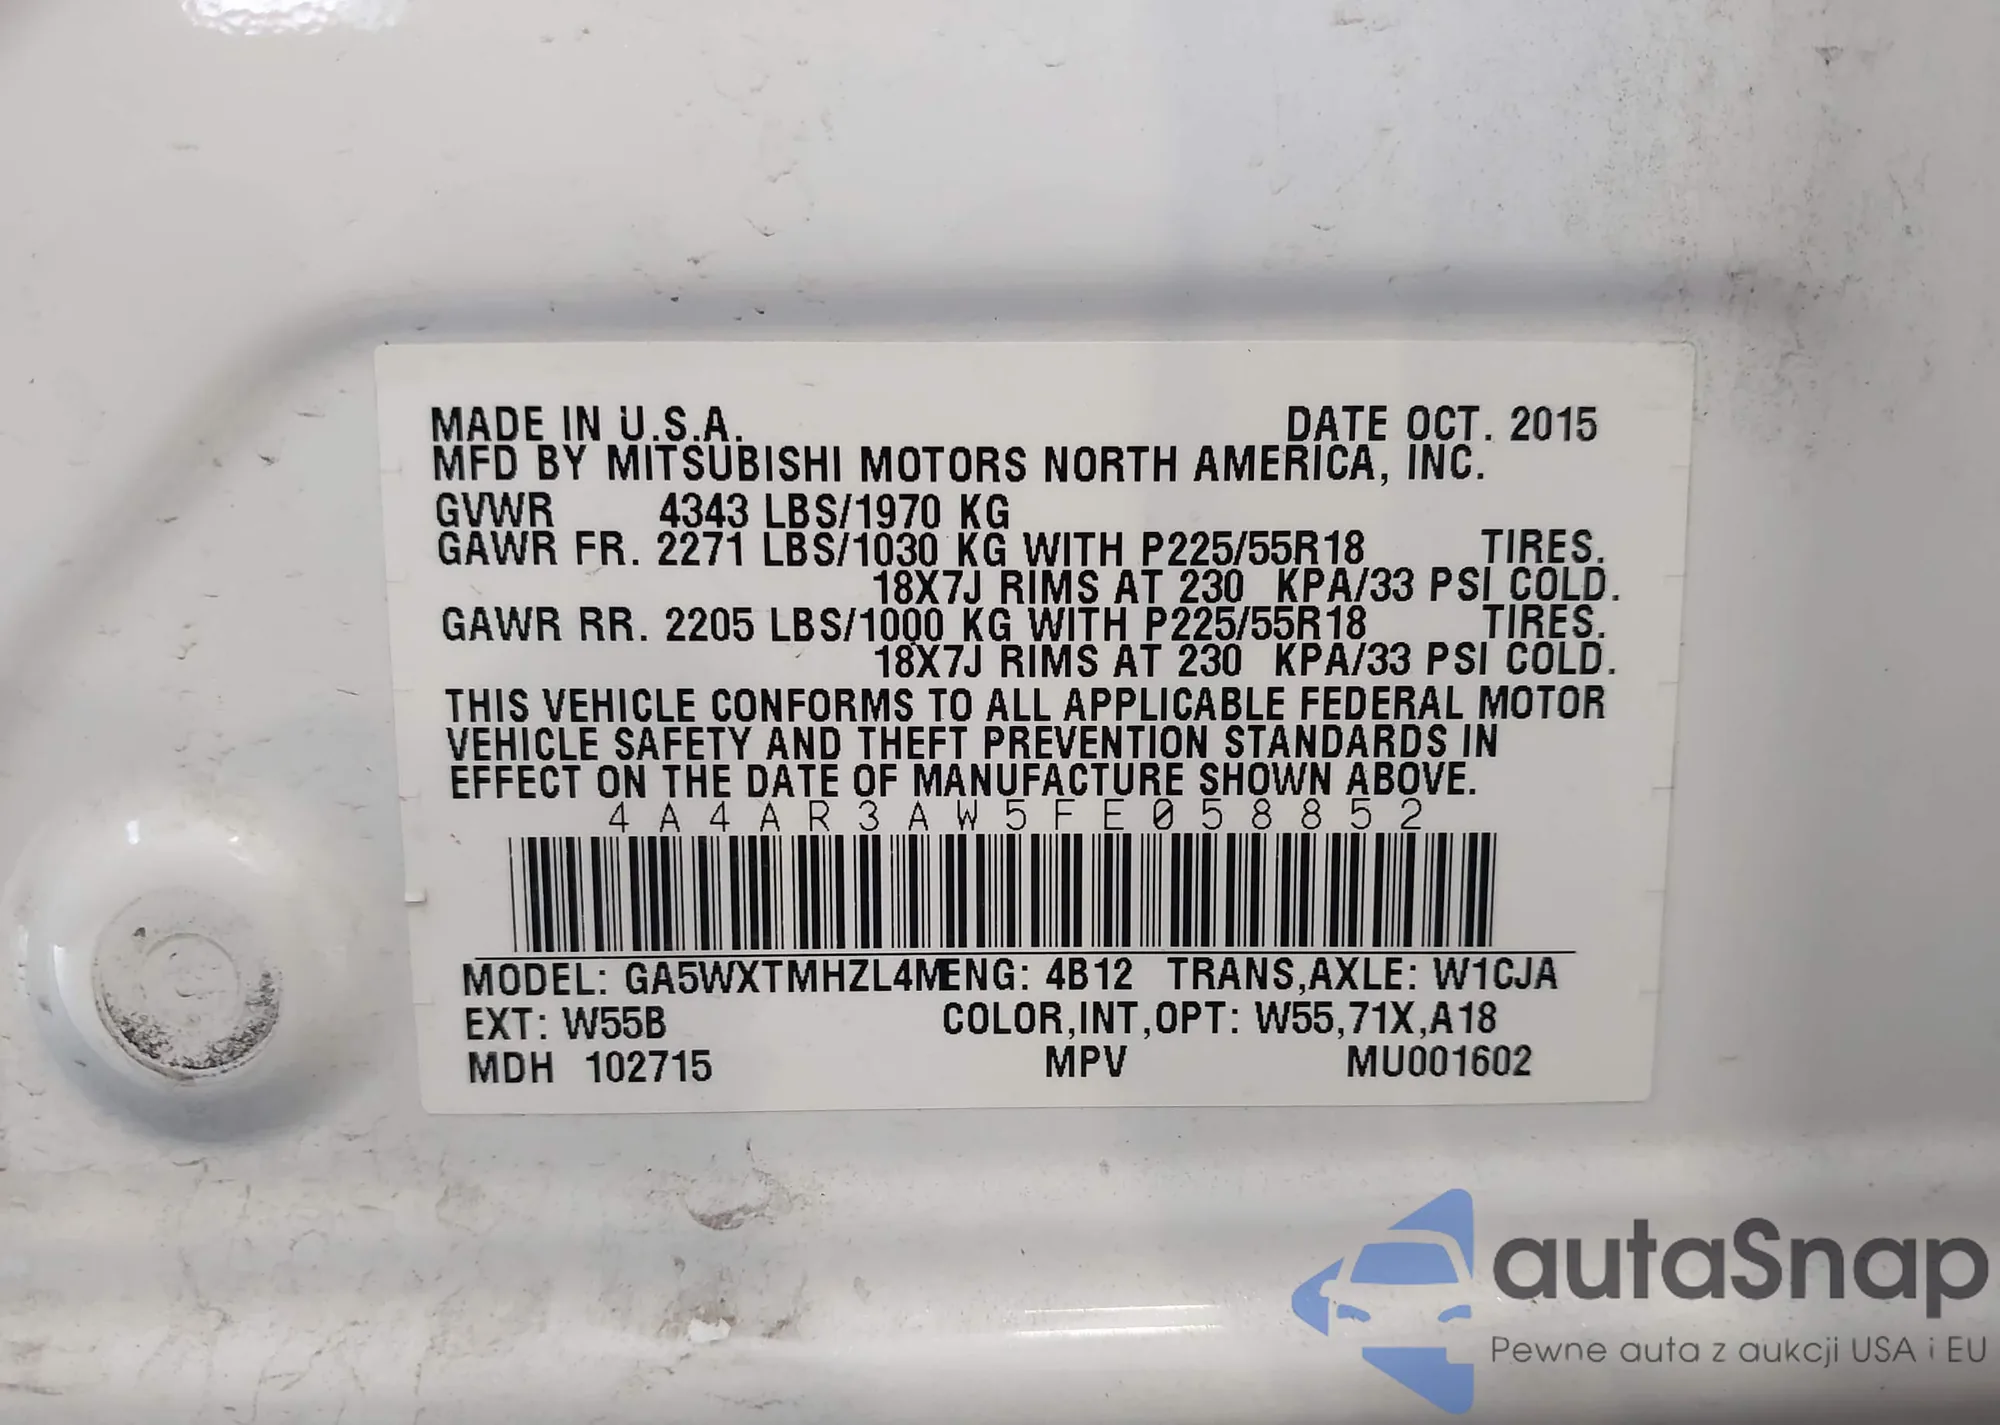 MADE IN U.S.A. DATE OCT. 2015
MFD BY MITSUBISHI MOTORS NORTH AMERICA, INC.
GVWR 4343 LBS/1970 KG
GAWR FR. 2271 LBS/1030 KG WITH P225/55R18 TIRES.
18X7J RIMS AT 230 KPA/33 PSI COLD.
GAWR RR. 2205 LBS/1000 KG WITH P225/55R18 TIRES.
18X7J RIMS AT 230 KPA/33 PSI COLD.
THIS VEHICLE CONFORMS TO ALL APPLICABLE FEDERAL MOTOR
VEHICLE SAFETY AND THEFT PREVENTION STANDARDS IN
EFFECT ON THE DATE OF MANUFACTURE SHOWN ABOVE.
4A4AR3AW5FE058852
MODEL: GA5WXTMHZL4MENG: 4B12 TRANS,AXLE: W1CJA
EXT: W55B COLOR,INT,OPT: W55,71X,A18
MDH 102715 MPV MU001602
autaSnap
Pewne auta z aukcji USA i EU